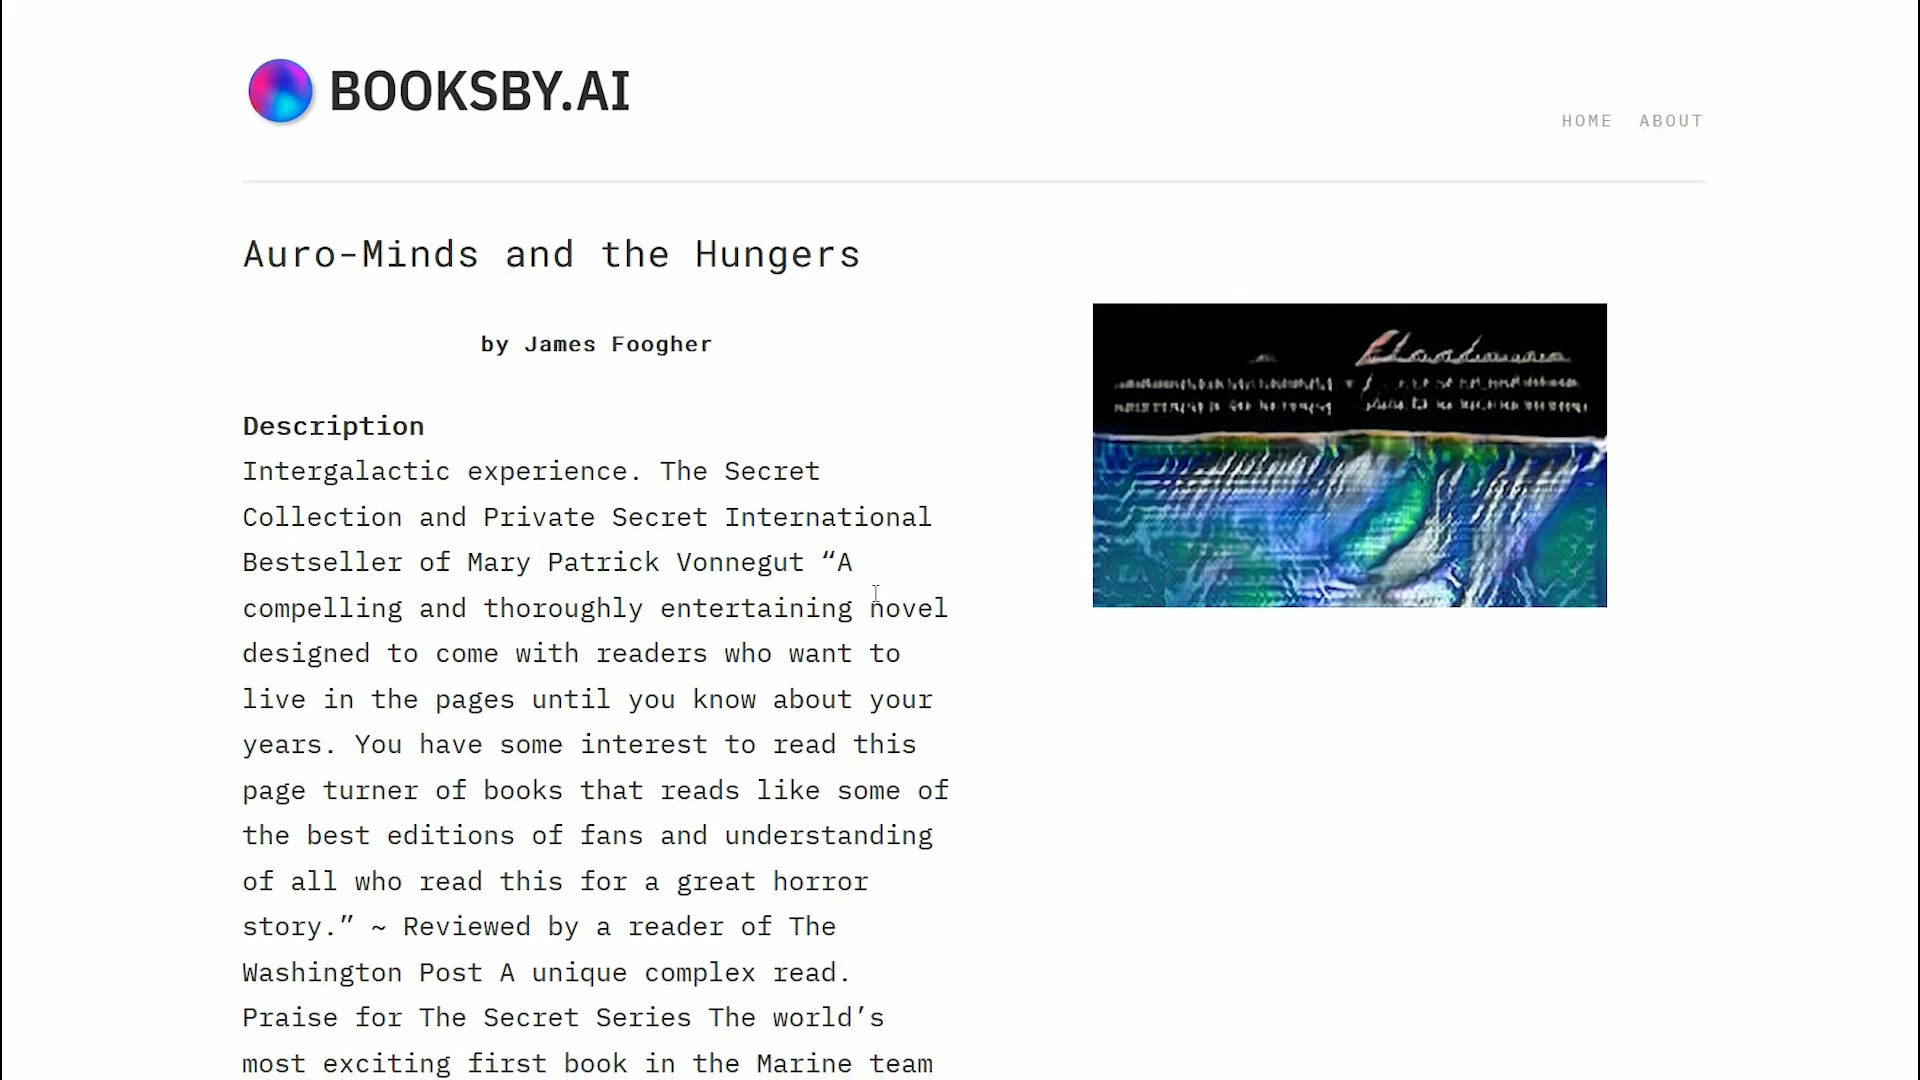 BOOKSBY.AI
HOME ABOUT
Auro-Minds and the Hungers
by James Foogher
Description
Intergalactic experience. The Secret
Collection and Private Secret International
Bestseller of Mary Patrick Vonnegut “A
compelling and thoroughly entertaining novel
designed to come with readers who want to
live in the pages until you know about your
years. You have some interest to read this
page turner of books that reads like some of
the best editions of fans and understanding
of all who read this for a great horror
story.” ~ Reviewed by a reader of The
Washington Post A unique complex read.
Praise for The Secret Series The world’s
most exciting first book in the Marine team